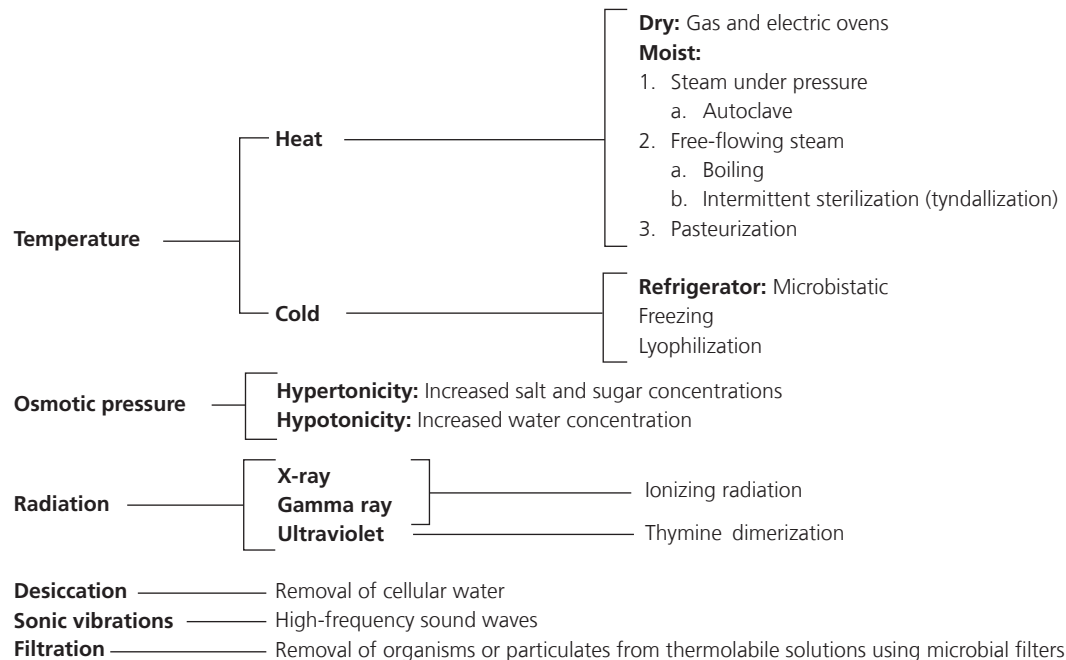 Dry: Gas and electric ovens
Moist:
1. Steam under pressure
a. Autoclave
Heat
2. Free-flowing steam
a. Boiling
b. Intermittent sterilization (tyndallization)
3. Pasteurization
Temperature
Refrigerator: Microbistatic
Cold
Freezing
Lyophilization
Osmotic pressure
Hypertonicity: Increased salt and sugar concentrations
Hypotonicity: Increased water concentration
Radiation
X-ray
Gamma ray
Ionizing radiation
Ultraviolet
Thymine dimerization
Desiccation
Removal of cellular water
Sonic vibrations
High-frequency sound waves
Filtration
Removal of organisms or particulates from thermolabile solutions using microbial filters